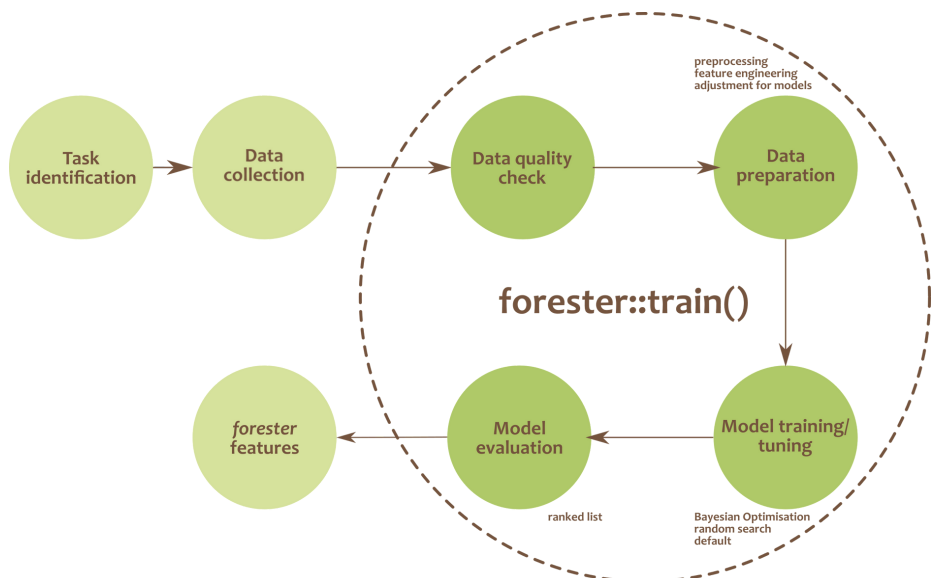 preprocessing
feature engineering
adjustment for models
Task
identification
Data
collection
Data quality
check
Data
preparation
forester::train()
forester
features
Model
evaluation
Model training/
tuning
ranked list
Bayesian Optimisation
random search
default